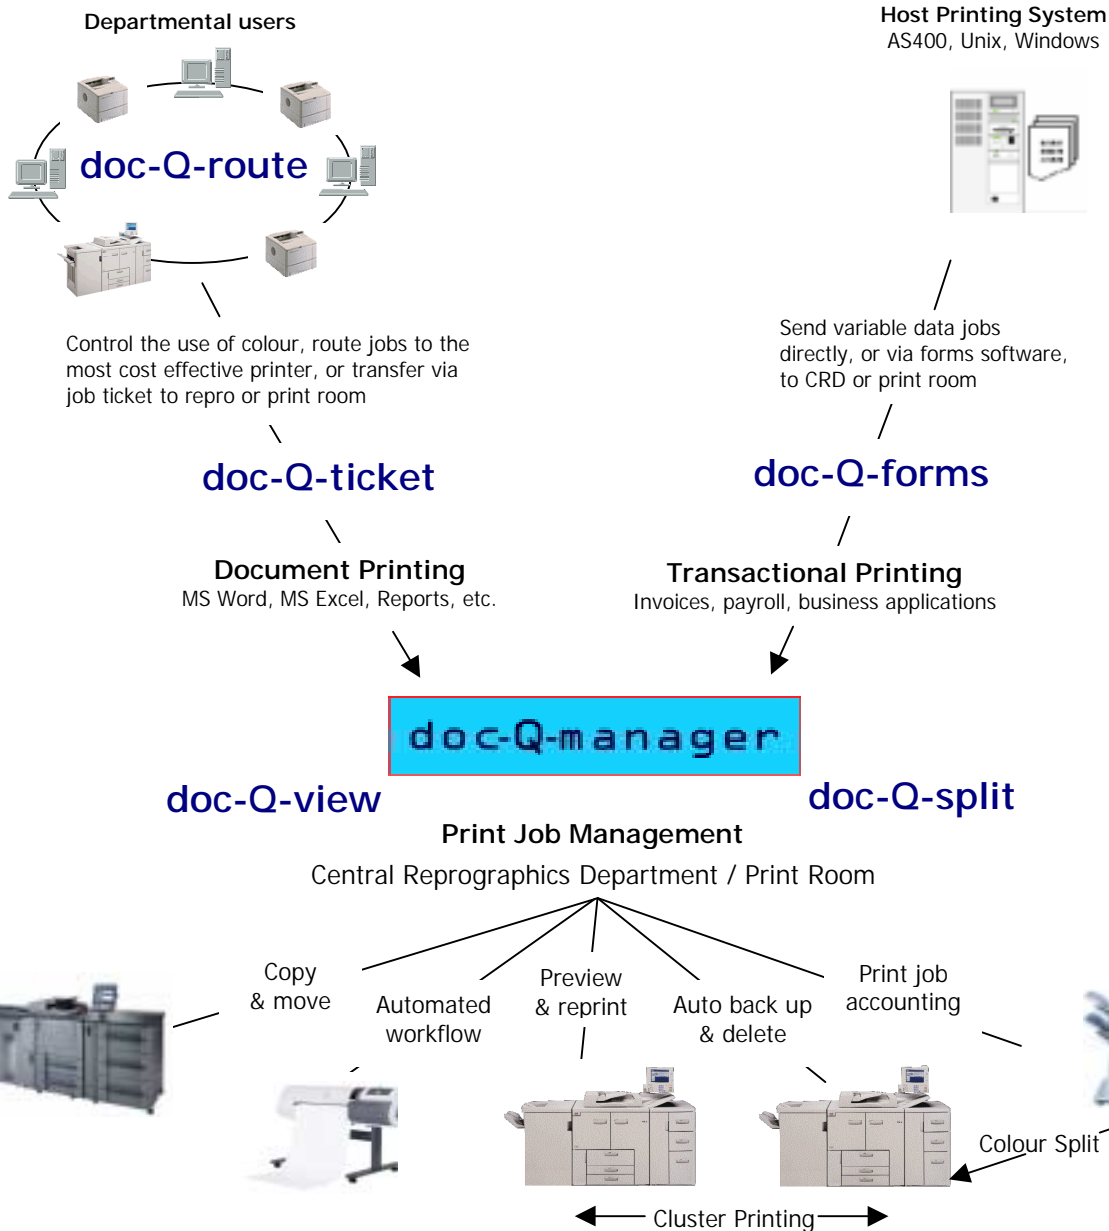 Departmental users
Host Printing System
AS400, Unix, Windows
doc-Q-route
Control the use of colour, route jobs to the
most cost effective printer, or transfer via
job ticket to repro or print room
Send variable data jobs
directly, or via forms software,
to CRD or print room
doc-Q-ticket
doc-Q-forms
Document Printing
MS Word, MS Excel, Reports, etc.
Transactional Printing
Invoices, payroll, business applications
doc-Q-manager
doc-Q-view
doc-Q-split
Print Job Management
Central Reprographics Department / Print Room
Copy
& move
Automated
workflow
Preview
& reprint
Auto back up
& delete
Print job
accounting
Colour Split
Cluster Printing